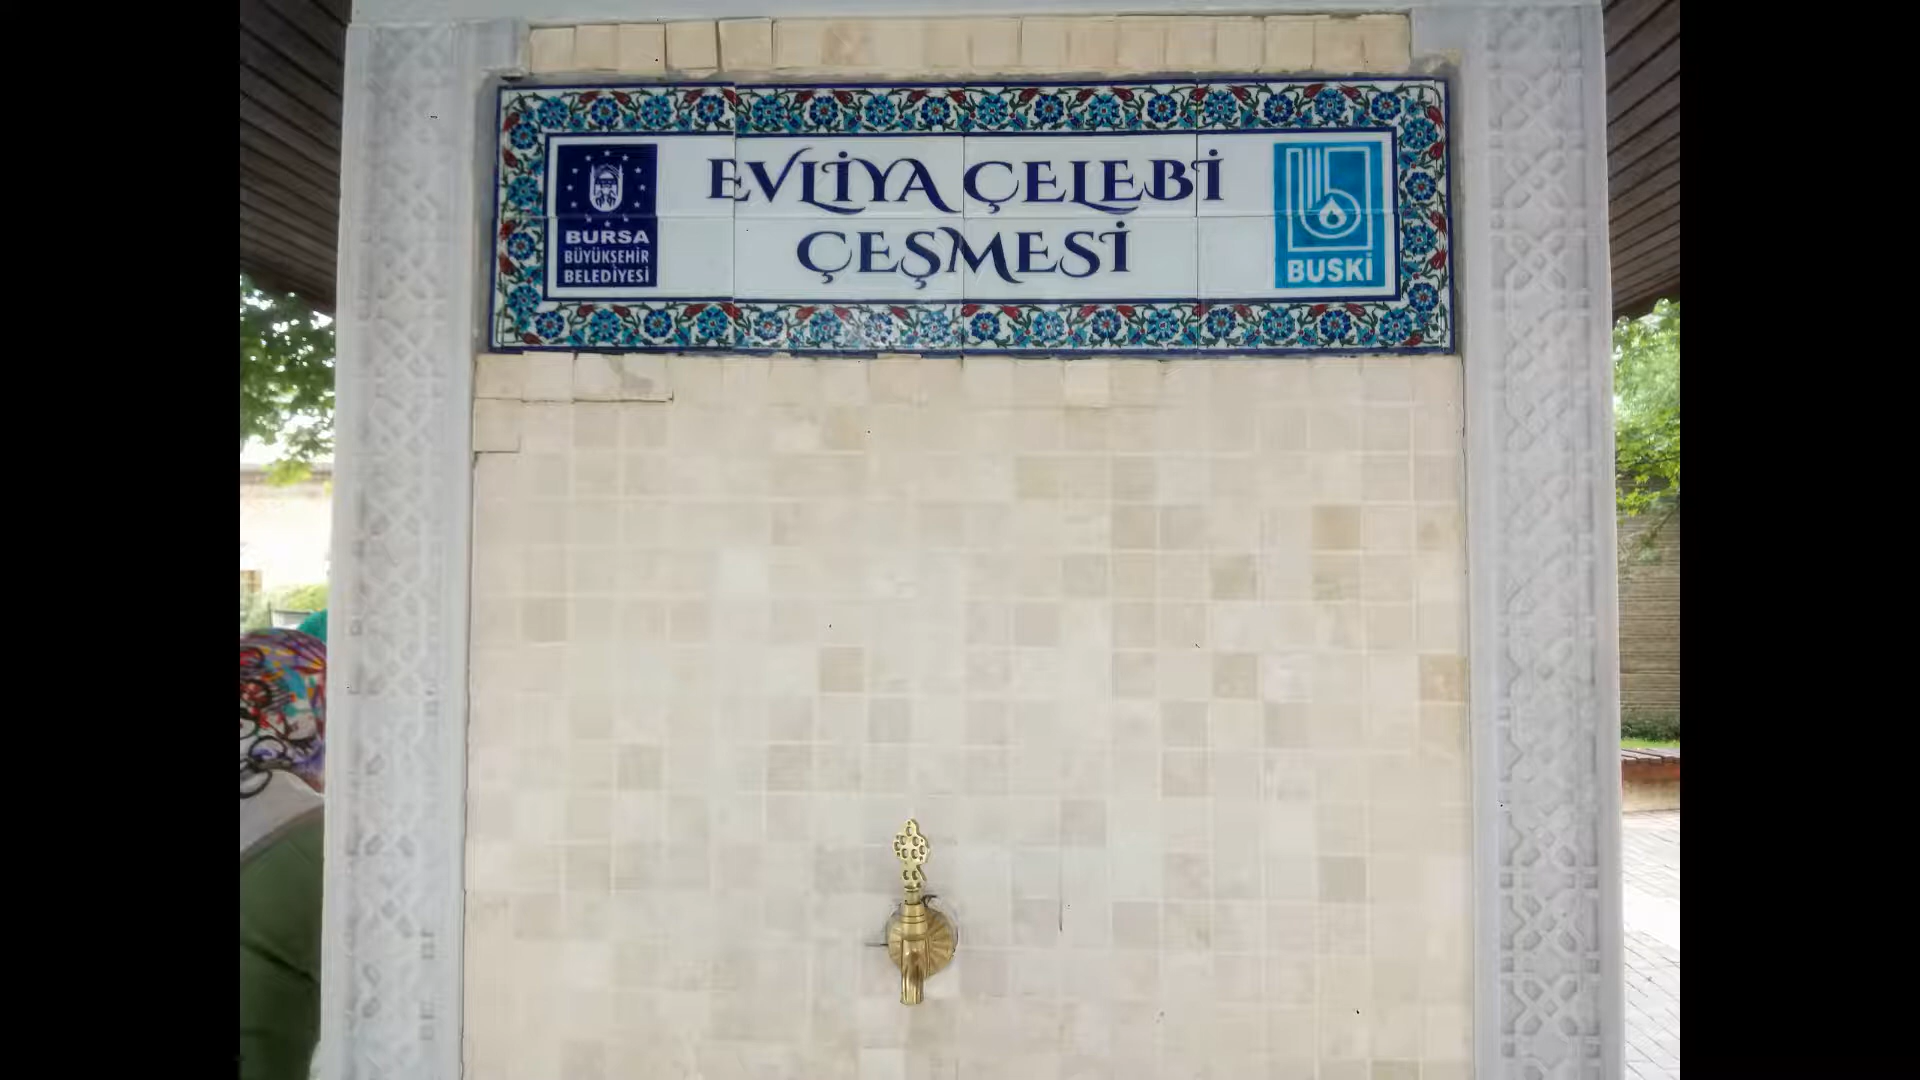 EVLİYA ÇELEBİ
ÇEŞMESİ
BURSA
BÜYÜKŞEHİR
BELEDİYESİ
BUSKİ